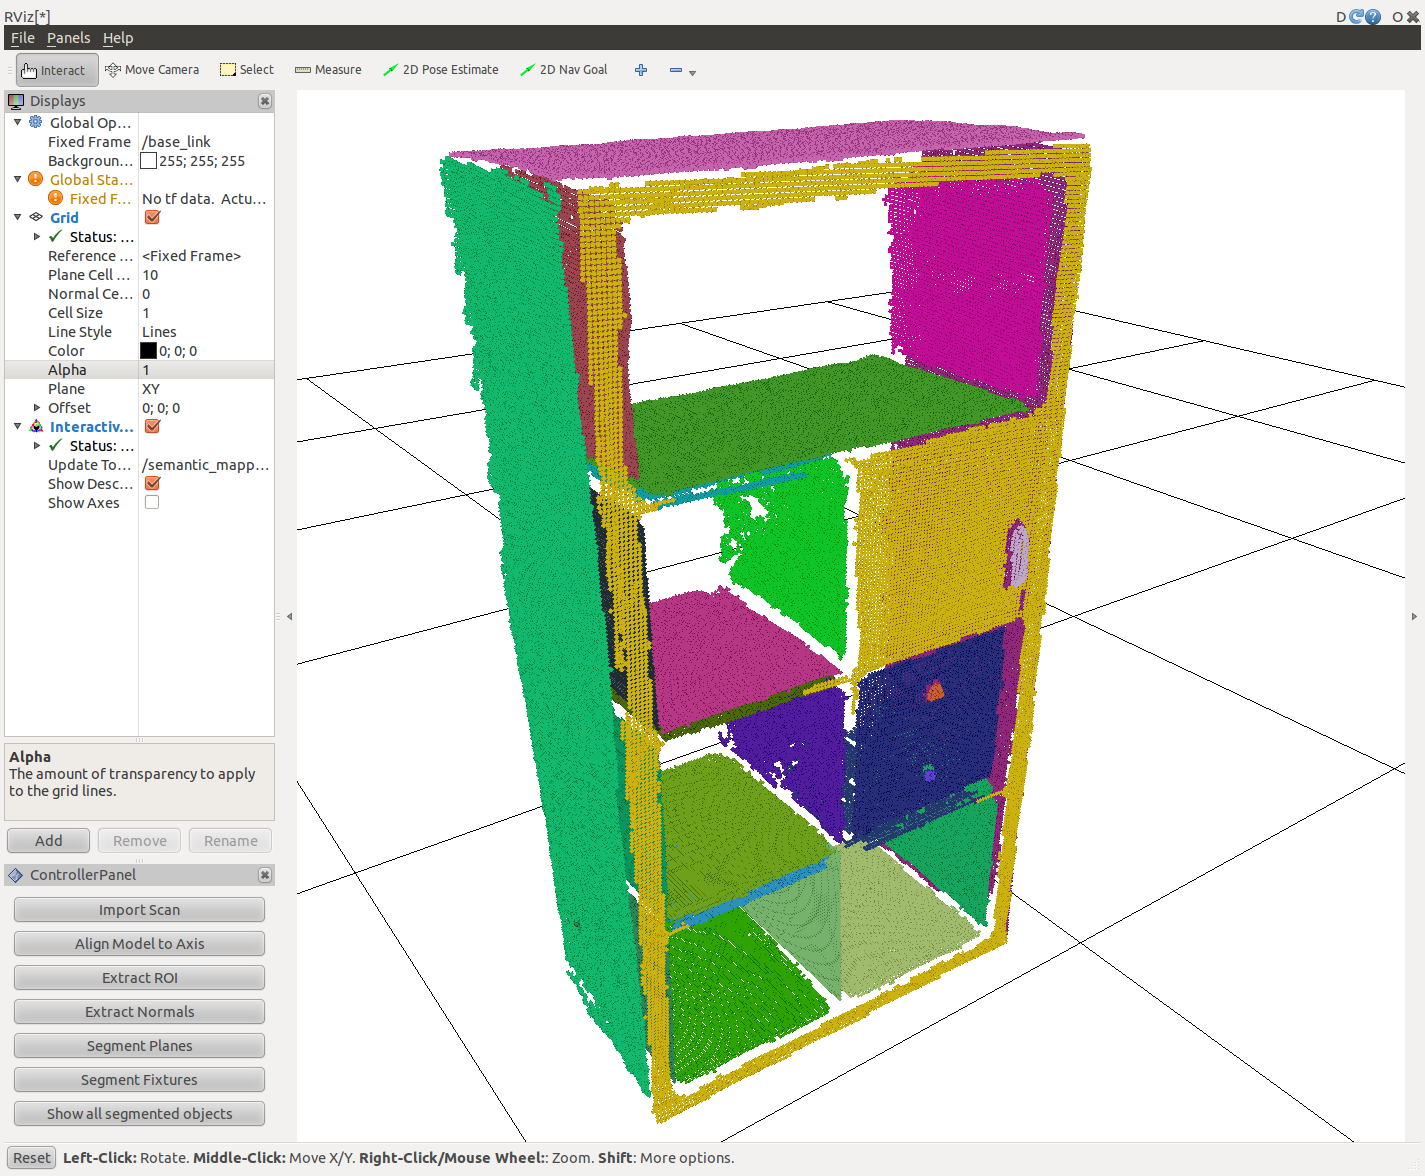 RViz[*]
D O
File Panels Help
Interact Move Camera Select Measure 2D Pose Estimate 2D Nav Goal
Displays
Global Op...
Fixed Frame /base_link
Backgroun... 255; 255; 255
Global Sta...
Fixed F... No tf data. Actu...
Grid
Status: ...
Reference ... <Fixed Frame>
Plane Cell ... 10
Normal Ce... 0
Cell Size 1
Line Style Lines
Color 0; 0; 0
Alpha 1
Plane XY
Offset 0; 0; 0
Interactiv...
Status: ...
Update To... /semantic_mapp...
Show Desc...
Show Axes
Alpha
The amount of transparency to apply
to the grid lines.
Add Remove Rename
ControllerPanel
Import Scan
Align Model to Axis
Extract ROI
Extract Normals
Segment Planes
Segment Fixtures
Show all segmented objects
Reset Left-Click: Rotate. Middle-Click: Move X/Y. Right-Click/Mouse Wheel:: Zoom. Shift: More options.